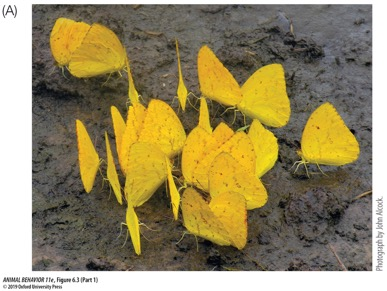 (A)
Photograph by John Alcock.
ANIMAL BEHAVIOR 11e, Figure 6.3 (Part 1)
© 2019 Oxford University Press